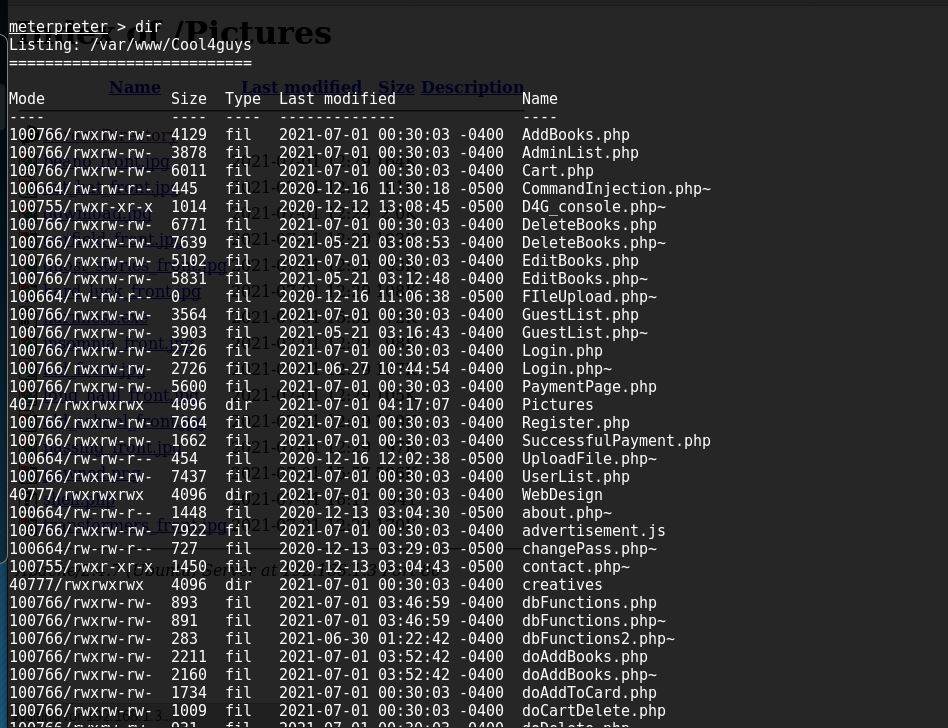 meterpreter > dir
Listing: /var/www/Cool4guys
===========================
Index of /Pictures
Name Last modified Size Description
Mode Size Type Last modified Name
---- ---- ---- ------------- ----
100766/rwxrw-rw- 4129 fil 2021-07-01 00:30:03 -0400 AddBooks.php
100766/rwxrw-rw- 3878 fil 2021-07-01 00:30:03 -0400 AdminList.php
100766/rwxrw-rw- 6011 fil 2021-07-01 00:30:03 -0400 Cart.php
100664/rw-rw-r-- 445 fil 2020-12-16 11:30:18 -0500 CommandInjection.php~
100755/rwxr-xr-x 1014 fil 2020-12-12 13:08:45 -0500 D4G_console.php~
100766/rwxrw-rw- 6771 fil 2021-07-01 00:30:03 -0400 DeleteBooks.php
100766/rwxrw-rw- 7639 fil 2021-05-21 03:08:53 -0400 DeleteBooks.php~
100766/rwxrw-rw- 5102 fil 2021-07-01 00:30:03 -0400 EditBooks.php
100766/rwxrw-rw- 5831 fil 2021-05-21 03:12:48 -0400 EditBooks.php~
100664/rw-rw-r-- 0 fil 2020-12-16 11:06:38 -0500 FIleUpload.php~
100766/rwxrw-rw- 3564 fil 2021-07-01 00:30:03 -0400 GuestList.php
100766/rwxrw-rw- 3903 fil 2021-05-21 03:16:43 -0400 GuestList.php~
100766/rwxrw-rw- 2726 fil 2021-07-01 00:30:03 -0400 Login.php
100766/rwxrw-rw- 2726 fil 2021-06-27 10:44:54 -0400 Login.php~
100766/rwxrw-rw- 5600 fil 2021-07-01 00:30:03 -0400 PaymentPage.php
40777/rwxrwxrwx 4096 dir 2021-07-01 04:17:07 -0400 Pictures
100766/rwxrw-rw- 7664 fil 2021-07-01 00:30:03 -0400 Register.php
100766/rwxrw-rw- 1662 fil 2021-07-01 00:30:03 -0400 SuccessfulPayment.php
100664/rw-rw-r-- 454 fil 2020-12-20 12:02:38 -0500 UploadFile.php~
100766/rwxrw-rw- 7437 fil 2021-07-01 00:30:03 -0400 UserList.php
40777/rwxrwxrwx 4096 dir 2021-07-01 00:30:03 -0400 WebDesign
100664/rw-rw-r-- 1448 fil 2020-12-13 03:04:30 -0500 about.php~
100766/rwxrw-rw- 7922 fil 2021-07-01 00:30:03 -0400 advertisement.js
100664/rw-rw-r-- 727 fil 2020-12-13 03:29:03 -0500 changePass.php~
100755/rwxr-xr-x 1450 fil 2020-12-13 03:04:43 -0500 contact.php~
40777/rwxrwxrwx 4096 dir 2021-07-01 00:30:03 -0400 creatives
100766/rwxrw-rw- 893 fil 2021-07-01 03:46:59 -0400 dbFunctions.php
100766/rwxrw-rw- 891 fil 2021-07-01 03:46:59 -0400 dbFunctions.php~
100766/rwxrw-rw- 283 fil 2021-06-30 01:22:42 -0400 dbFunctions2.php~
100766/rwxrw-rw- 2211 fil 2021-07-01 03:52:42 -0400 doAddBooks.php
100766/rwxrw-rw- 2160 fil 2021-07-01 03:52:42 -0400 doAddBooks.php~
100766/rwxrw-rw- 1734 fil 2021-07-01 00:30:03 -0400 doAddToCard.php
100766/rwxrw-rw- 1009 fil 2021-07-01 00:30:03 -0400 doCartDelete.php